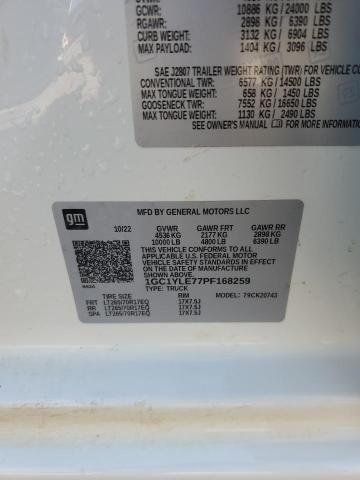 GCWR: 10886 KG / 24000 LBS
RGAWR: 2898 KG / 6390 LBS
CURB WEIGHT: 3132 KG / 6904 LBS
MAX PAYLOAD: 1404 KG / 3096 LBS
SAE J2807 TRAILER WEIGHT RATING (TWR) FOR VEHICLE CO
CONVENTIONAL TWR: 6577 KG / 14500 LBS
MAX TONGUE WEIGHT: 658 KG / 1450 LBS
GOOSENECK TWR: 7552 KG / 16650 LBS
MAX TONGUE WEIGHT: 1130 KG / 2490 LBS
SEE OWNER'S MANUAL FOR ADDITIONAL INFORM
gm
MFD BY GENERAL MOTORS LLC
10/22 GVWR GAWR FRT GAWR RR
4536 KG 2177 KG 2898 KG
10000 LB 4800 LB 6390 LB
THIS VEHICLE CONFORMS TO ALL
APPLICABLE U.S. FEDERAL MOTOR
VEHICLE SAFETY STANDARDS IN
EFFECT ON THE DATE OF
MANUFACTURE SHOWN ABOVE.
1GC1YLE77PF168259
TYPE: TRUCK
TIRE SIZE RIM MODEL: 79CK20743
FRT LT265/70R17EQ 17X7.5J
RR LT265/70R17EQ 17X7.5J
SPA LT265/70R17EQ 17X7.5J